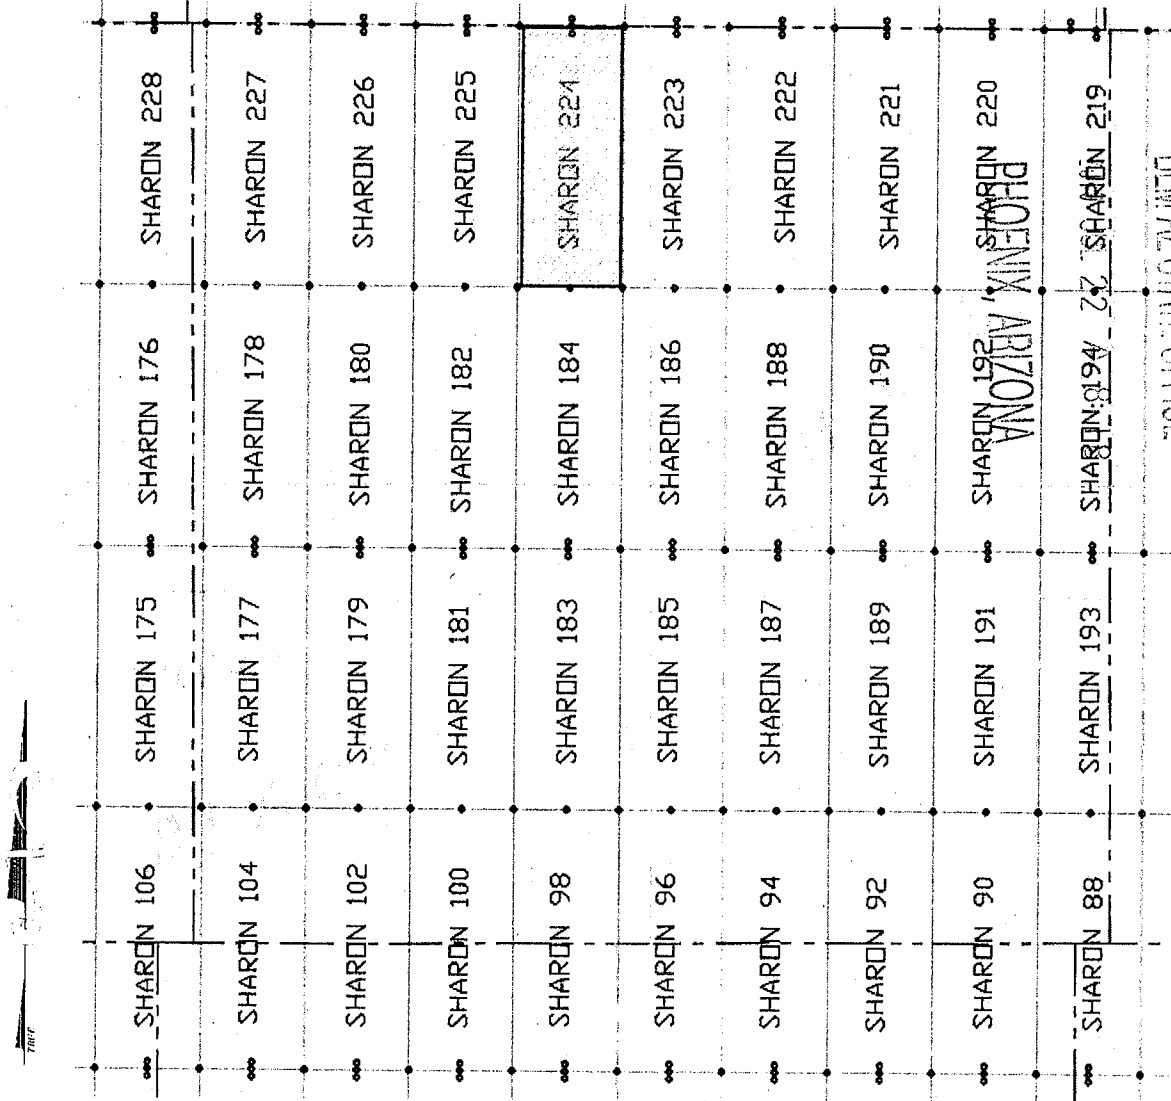 SHARON 228
SHARON 227
SHARON 226
SHARON 225
SHARON 224
SHARON 223
SHARON 222
SHARON 221
SHARON 220
SHARON 219
SHARON 176
SHARON 178
SHARON 180
SHARON 182
SHARON 184
SHARON 186
SHARON 188
SHARON 190
SHARON 192
SHARON 194
SHARON 175
SHARON 177
SHARON 179
SHARON 181
SHARON 183
SHARON 185
SHARON 187
SHARON 189
SHARON 191
SHARON 193
SHARON 106
SHARON 104
SHARON 102
SHARON 100
SHARON 98
SHARON 96
SHARON 94
SHARON 92
SHARON 90
SHARON 88
22
PHOENIX, ARIZONA
TRUE